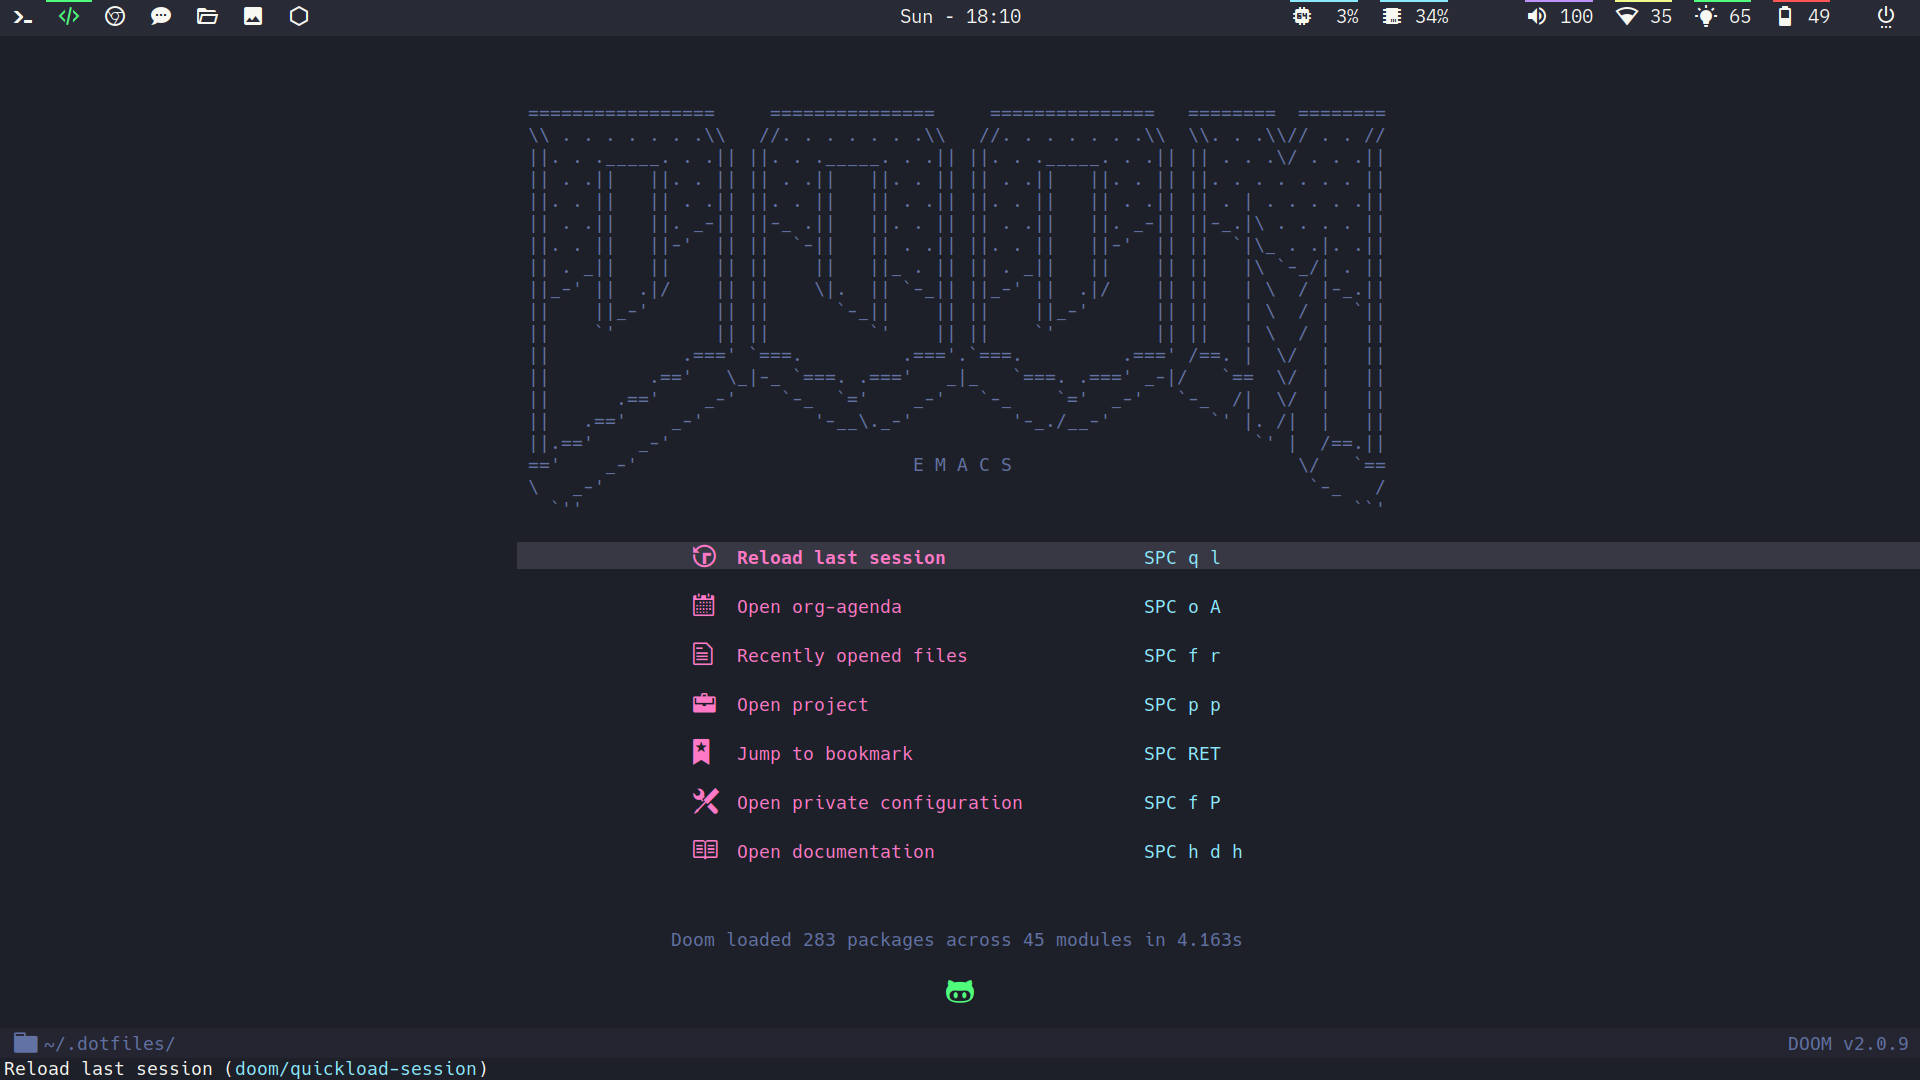 Sun - 18:10 3% 34% 100 35 65 49
E M A C S
Reload last session SPC q l
Open org-agenda SPC o A
Recently opened files SPC f r
Open project SPC p p
Jump to bookmark SPC RET
Open private configuration SPC f P
Open documentation SPC h d h
Doom loaded 283 packages across 45 modules in 4.163s
~/.dotfiles/ DOOM v2.0.9
Reload last session (doom/quickload-session)